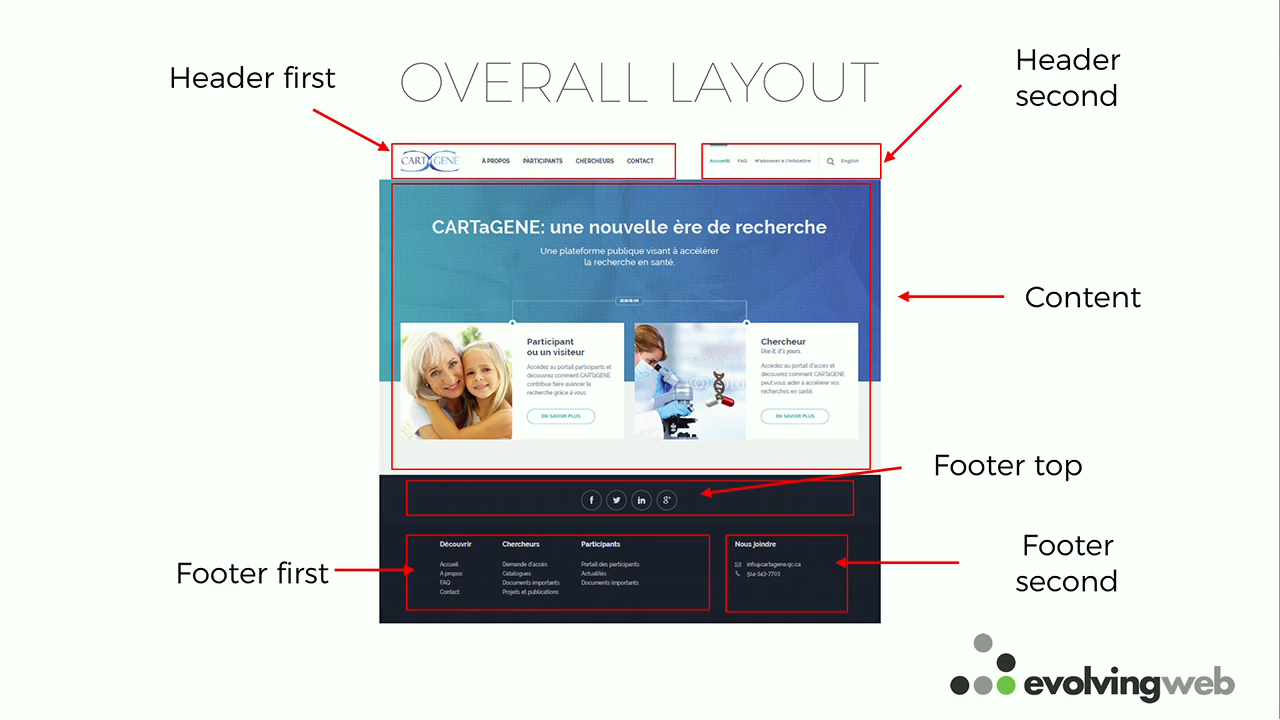 OVERALL LAYOUT
Header first
Header
second
CARTaGENE
À PROPOS PARTICIPANTS CHERCHEURS CONTACT
Accueil FAQ M'abonner à l'infolettre English
CARTaGENE: une nouvelle ère de recherche
Une plateforme publique visant à accélérer
la recherche en santé.
Content
Participant
ou un visiteur
Accédez au portail participants et
découvrez comment CARTaGENE
contribue faire avancer la
recherche grâce à vous.
EN SAVOIR PLUS
Chercheur
Use it, it's yours.
Accédez au portail d'accès et
découvrez comment CARTaGENE
peut vous aider à accélérer vos
recherches en santé.
EN SAVOIR PLUS
Footer top
f in g+
Footer first
Découvrir
Accueil
A propos
FAQ
Contact
Chercheurs
Demande d'accès
Catalogues
Documents importants
Projets et publications
Participants
Portail des participants
Actualités
Documents importants
Nous joindre
info@cartagene.qc.ca
514-343-7703
Footer
second
evolvingweb